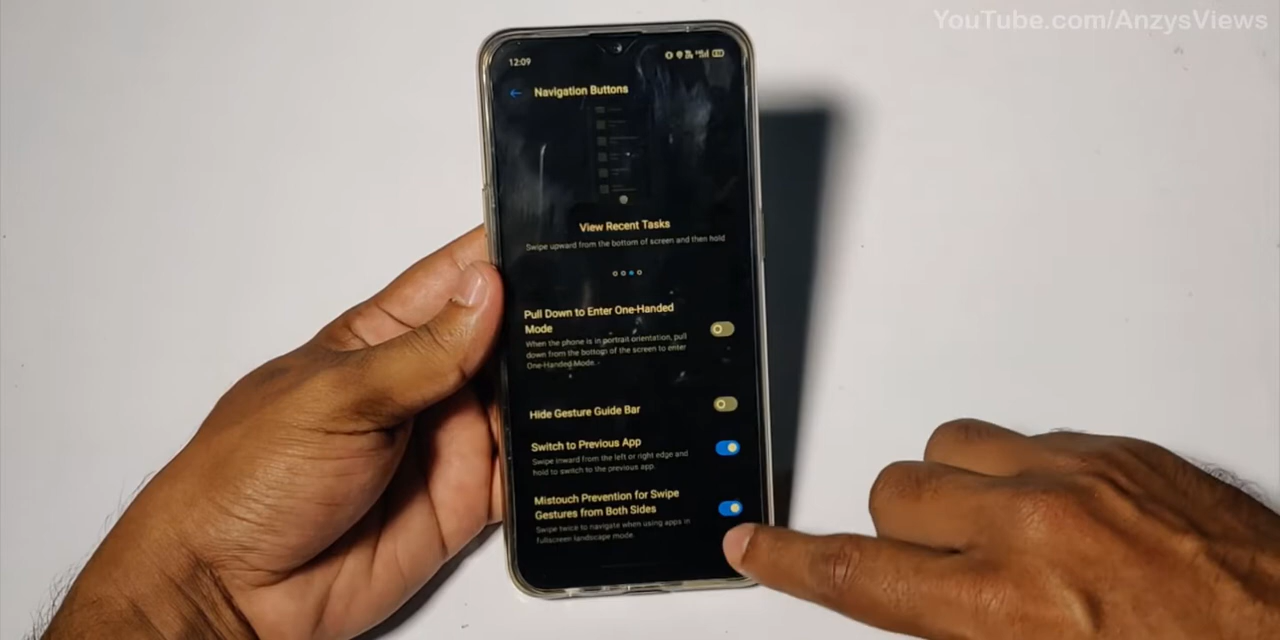 YouTube.com/AnzysViews
12:09
Navigation Buttons
View Recent Tasks
Swipe upward from the bottom of screen and then hold
Pull Down to Enter One-Handed
Mode
When the phone is in portrait orientation, pull
down from the bottom of the screen to enter
One-Handed Mode.
Hide Gesture Guide Bar
Switch to Previous App
Swipe inward from the left or right edge and
hold to switch to the previous app.
Mistouch Prevention for Swipe
Gestures from Both Sides
Swipe twice to navigate when using apps in
fullscreen landscape mode.